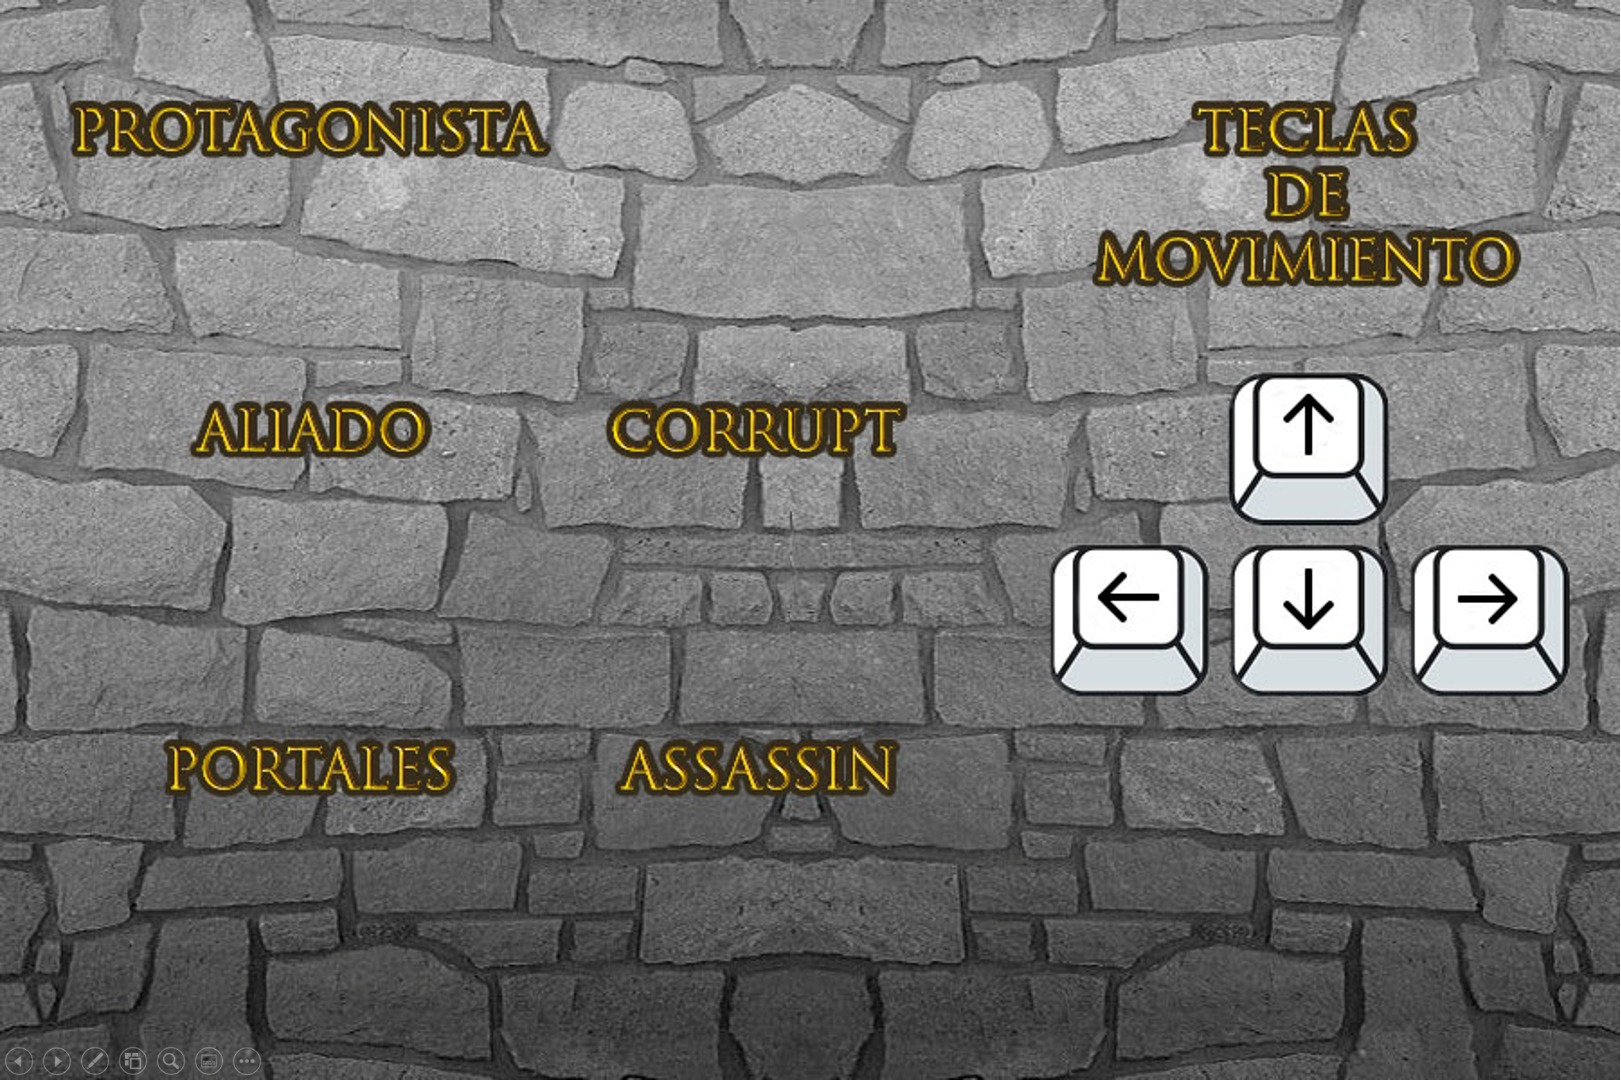 PROTAGONISTA
TECLAS
DE
MOVIMIENTO
ALIADO
CORRUPT
PORTALES
ASSASSIN